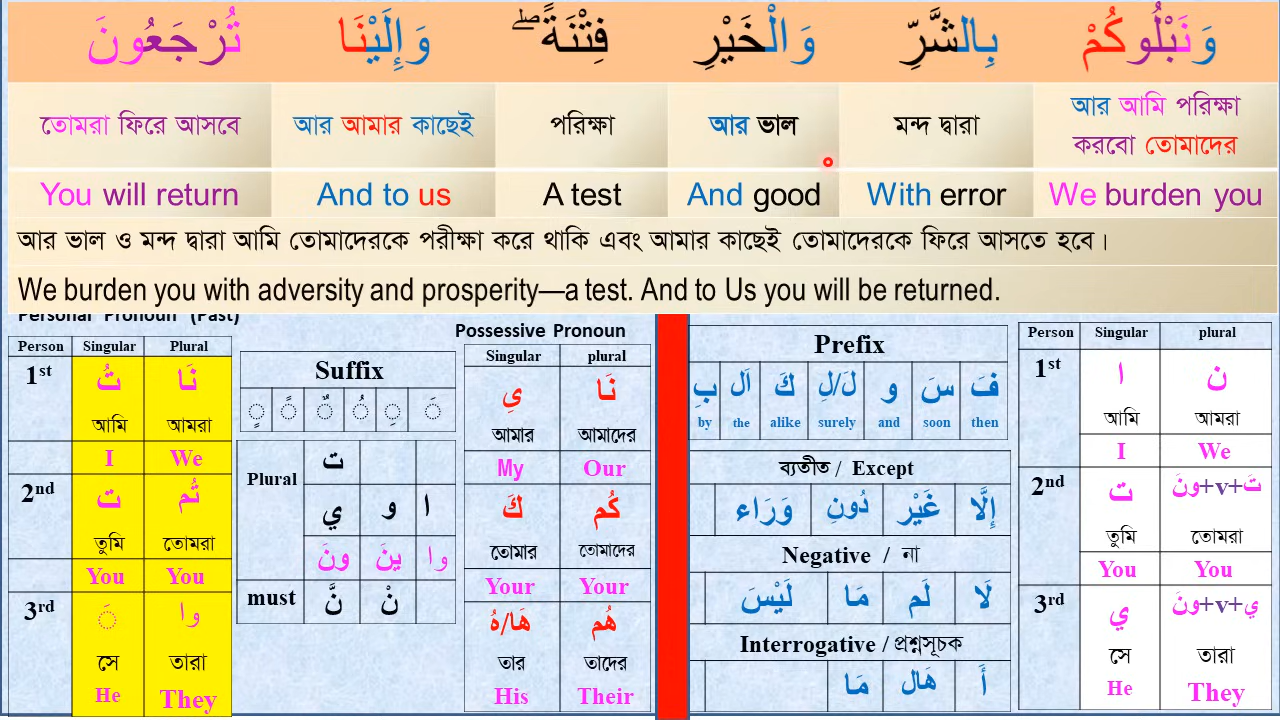 وَنَبْلُوكُمْ بِالشَّرِّ وَالْخَيْرِ فِتْنَةً ۖ وَإِلَيْنَا تُرْجَعُونَ
তোমরা ফিরে আসবে
আর আমার কাছেই
পরিক্ষা
আর ভাল
মন্দ দ্বারা
আর আমি পরিক্ষা
করবো তোমাদের
You will return
And to us
A test
And good
With error
We burden you
আর ভাল ও মন্দ দ্বারা আমি তোমাদেরকে পরীক্ষা করে থাকি এবং আমার কাছেই তোমাদেরকে ফিরে আসতে হবে।
We burden you with adversity and prosperity—a test. And to Us you will be returned.
Personal Pronoun (Past)
Person Singular Plural
1st تُ نَا
আমি আমরা
I We
2nd ت تُم
তুমি তোমরা
You You
3rd َ وا
সে তারা
He They
Suffix
ٍ ً ٌ ُ ِ َ
Plural ت
ي و ا
ونَ ينَ وا
must نَّ نْ
Possessive Pronoun
Singular plural
يِ نَا
আমার আমাদের
My Our
كَ كُم
তোমার তোমাদের
Your Your
هَا/هُ هُم
তার তাদের
His Their
Prefix
بِ اَل كَ لَ/لِ و سَ فَ
by the alike surely and soon then
ব্যতীত / Except
وَرَاء دُونِ غَيْر إِلَّا
Negative / না
لَيْسَ مَا لَم لَا
Interrogative / প্রশ্নসূচক
مَا هَال أَ
Person Singular plural
1st ا ن
আমি আমরা
I We
2nd ت تَ+v+ونَ
তুমি তোমরা
You You
3rd ي ي+v+ونَ
সে তারা
He They